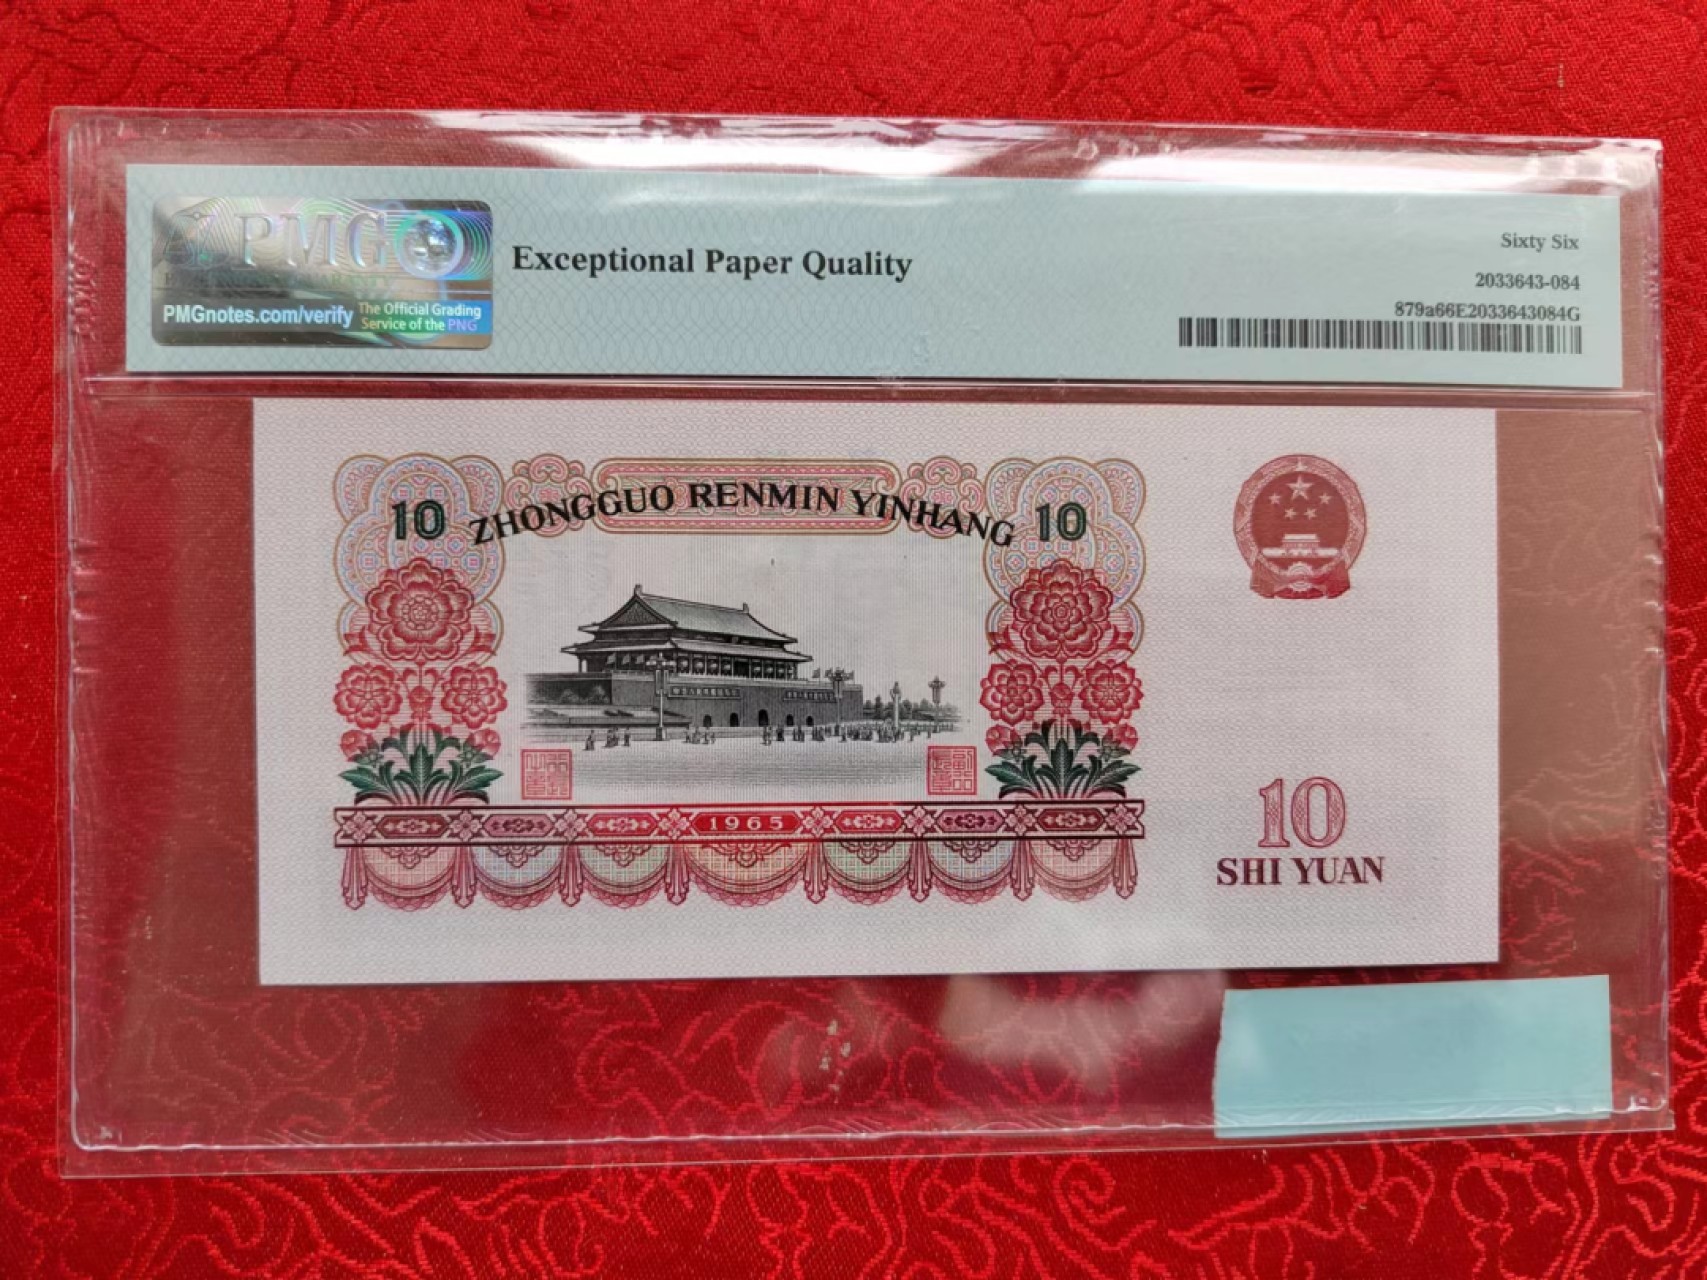 PMG
PMGnotes.com/verify
The Official Grading
Service of the PNG
Exceptional Paper Quality
Sixty Six
2033643-084
879a66E2033643084G
10 ZHONGGUO RENMIN YINHANG 10
1965
10
SHI YUAN